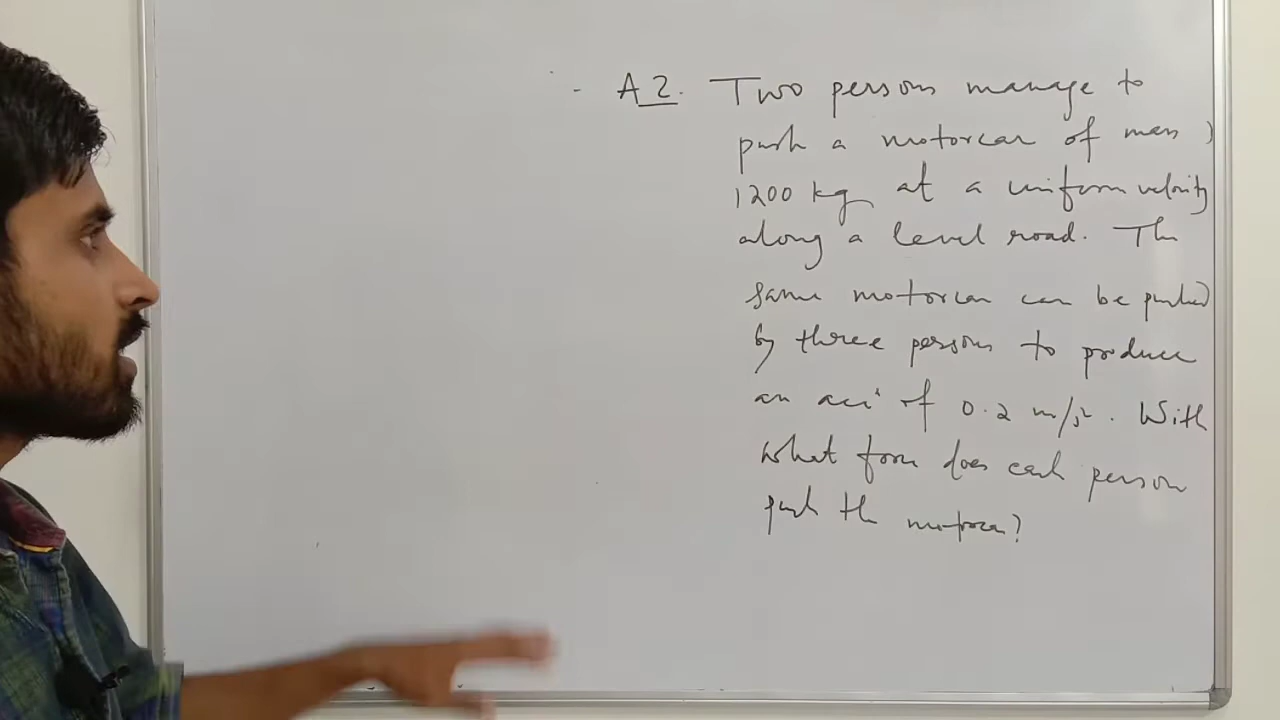 A2. Two persons manage to
push a motorcar of mass
1200 kg at a uniform velocity
along a level road. The
same motorcar can be pushed
by three persons to produce
an accⁿ of 0.2 m/s². With
what force does each person
push the motorcar?